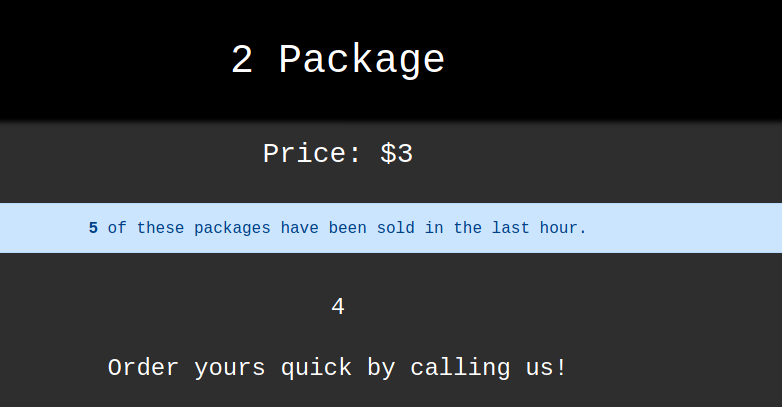 2 Package
Price: $3
5 of these packages have been sold in the last hour.
4
Order yours quick by calling us!